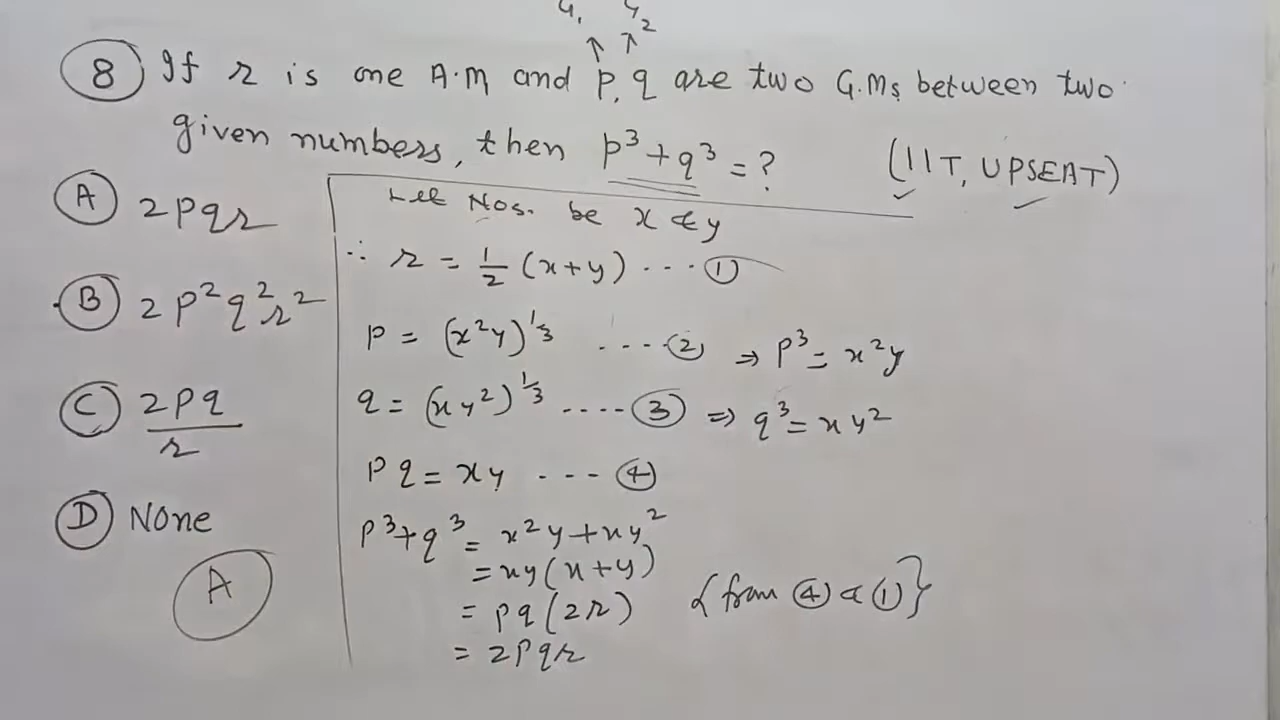 G₁ G₂
↑ ↗
⑧ If r is one A.M and p, q are two G.Ms between two
given numbers, then p³ + q³ = ? (IIT, UPSEAT)
Ⓐ 2pqr
Ⓑ 2p²q²r²
Ⓒ 2pq/r
Ⓓ None
Ⓐ
Let Nos. be x & y
∴ r = 1/2 (x+y) ... ①
p = (x²y)^1/3 .... ② ⇒ p³ = x²y
q = (xy²)^1/3 .... ③ ⇒ q³ = xy²
pq = xy ... ④
p³+q³ = x²y + xy²
= xy(x+y)
= pq(2r) {from ④ & ①}
= 2pqr